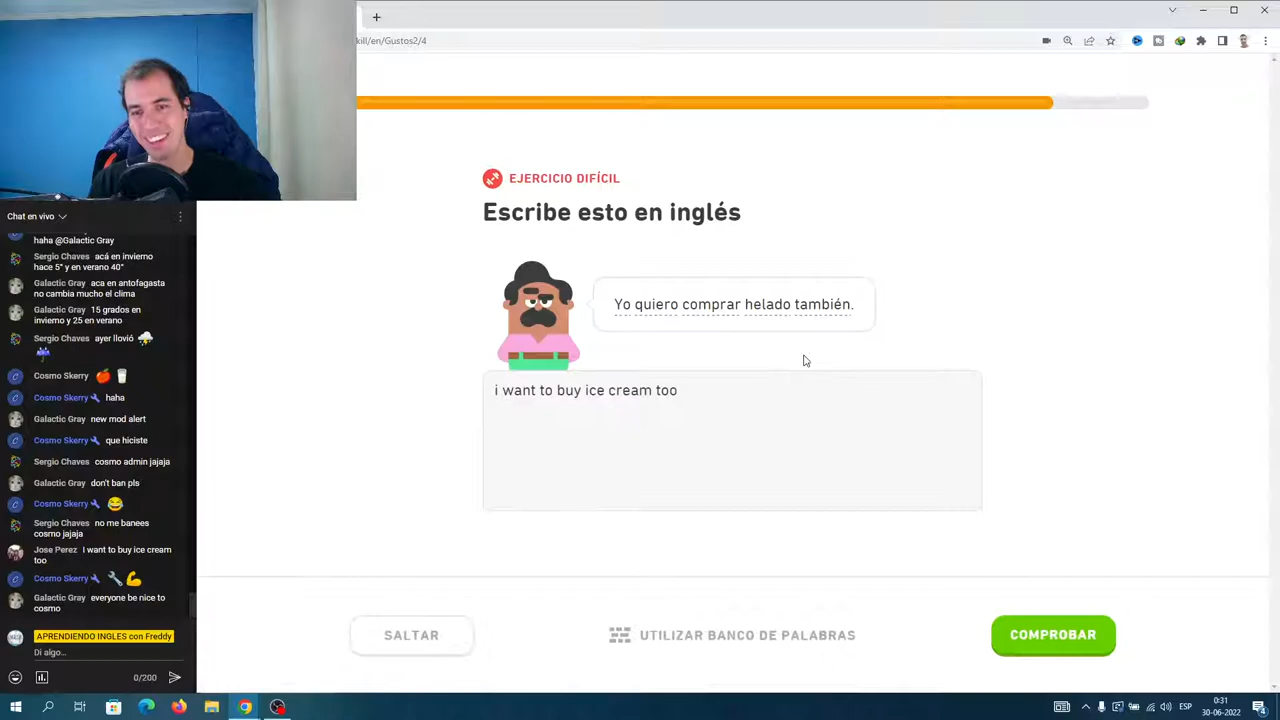 kill/en/Gustos2/4
EJERCICIO DIFÍCIL
Escribe esto en inglés
Yo quiero comprar helado también.
i want to buy ice cream too
SALTAR
UTILIZAR BANCO DE PALABRAS
COMPROBAR
Chat en vivo
haha @Galactic Gray
Sergio Chaves acá en invierno
hace 5° y en verano 40°
Galactic Gray aca en antofagasta
no cambia mucho el clima
Galactic Gray 15 grados en
invierno y 25 en verano
Sergio Chaves ayer llovió
Cosmo Skerry
Cosmo Skerry haha
Galactic Gray new mod alert
Cosmo Skerry que hiciste
Sergio Chaves cosmo admin jajaja
Galactic Gray don't ban pls
Cosmo Skerry
Sergio Chaves no me banees
cosmo jajaja
Jose Perez I want to buy ice cream
too
Cosmo Skerry
Galactic Gray everyone be nice to
cosmo
APRENDIENDO INGLES con Freddy
Di algo...
0/200
ESP
0:31
30-06-2022
4